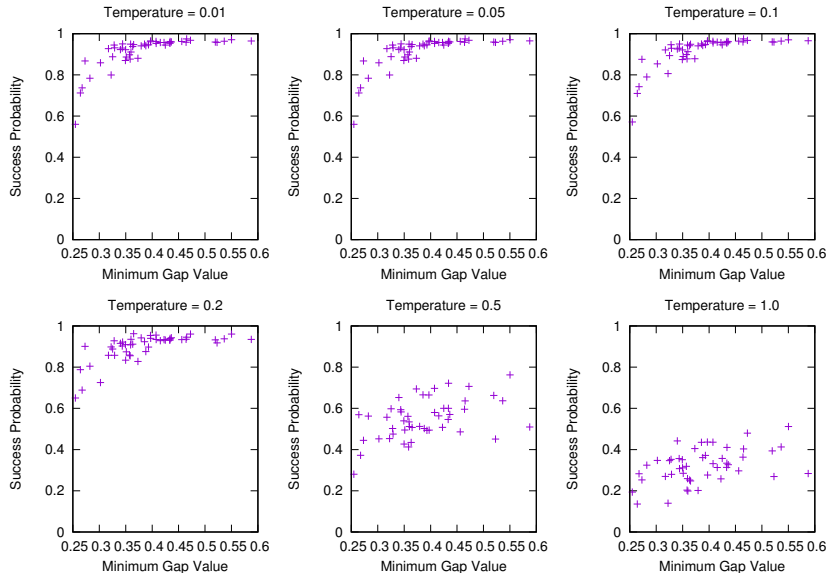 Temperature = 0.01
Success Probability
1
0.8
0.6
0.4
0.2
0
0.25 0.3 0.35 0.4 0.45 0.5 0.55 0.6
Minimum Gap Value
Temperature = 0.05
Success Probability
1
0.8
0.6
0.4
0.2
0
0.25 0.3 0.35 0.4 0.45 0.5 0.55 0.6
Minimum Gap Value
Temperature = 0.1
Success Probability
1
0.8
0.6
0.4
0.2
0
0.25 0.3 0.35 0.4 0.45 0.5 0.55 0.6
Minimum Gap Value
Temperature = 0.2
Success Probability
1
0.8
0.6
0.4
0.2
0
0.25 0.3 0.35 0.4 0.45 0.5 0.55 0.6
Minimum Gap Value
Temperature = 0.5
Success Probability
1
0.8
0.6
0.4
0.2
0
0.25 0.3 0.35 0.4 0.45 0.5 0.55 0.6
Minimum Gap Value
Temperature = 1.0
Success Probability
1
0.8
0.6
0.4
0.2
0
0.25 0.3 0.35 0.4 0.45 0.5 0.55 0.6
Minimum Gap Value